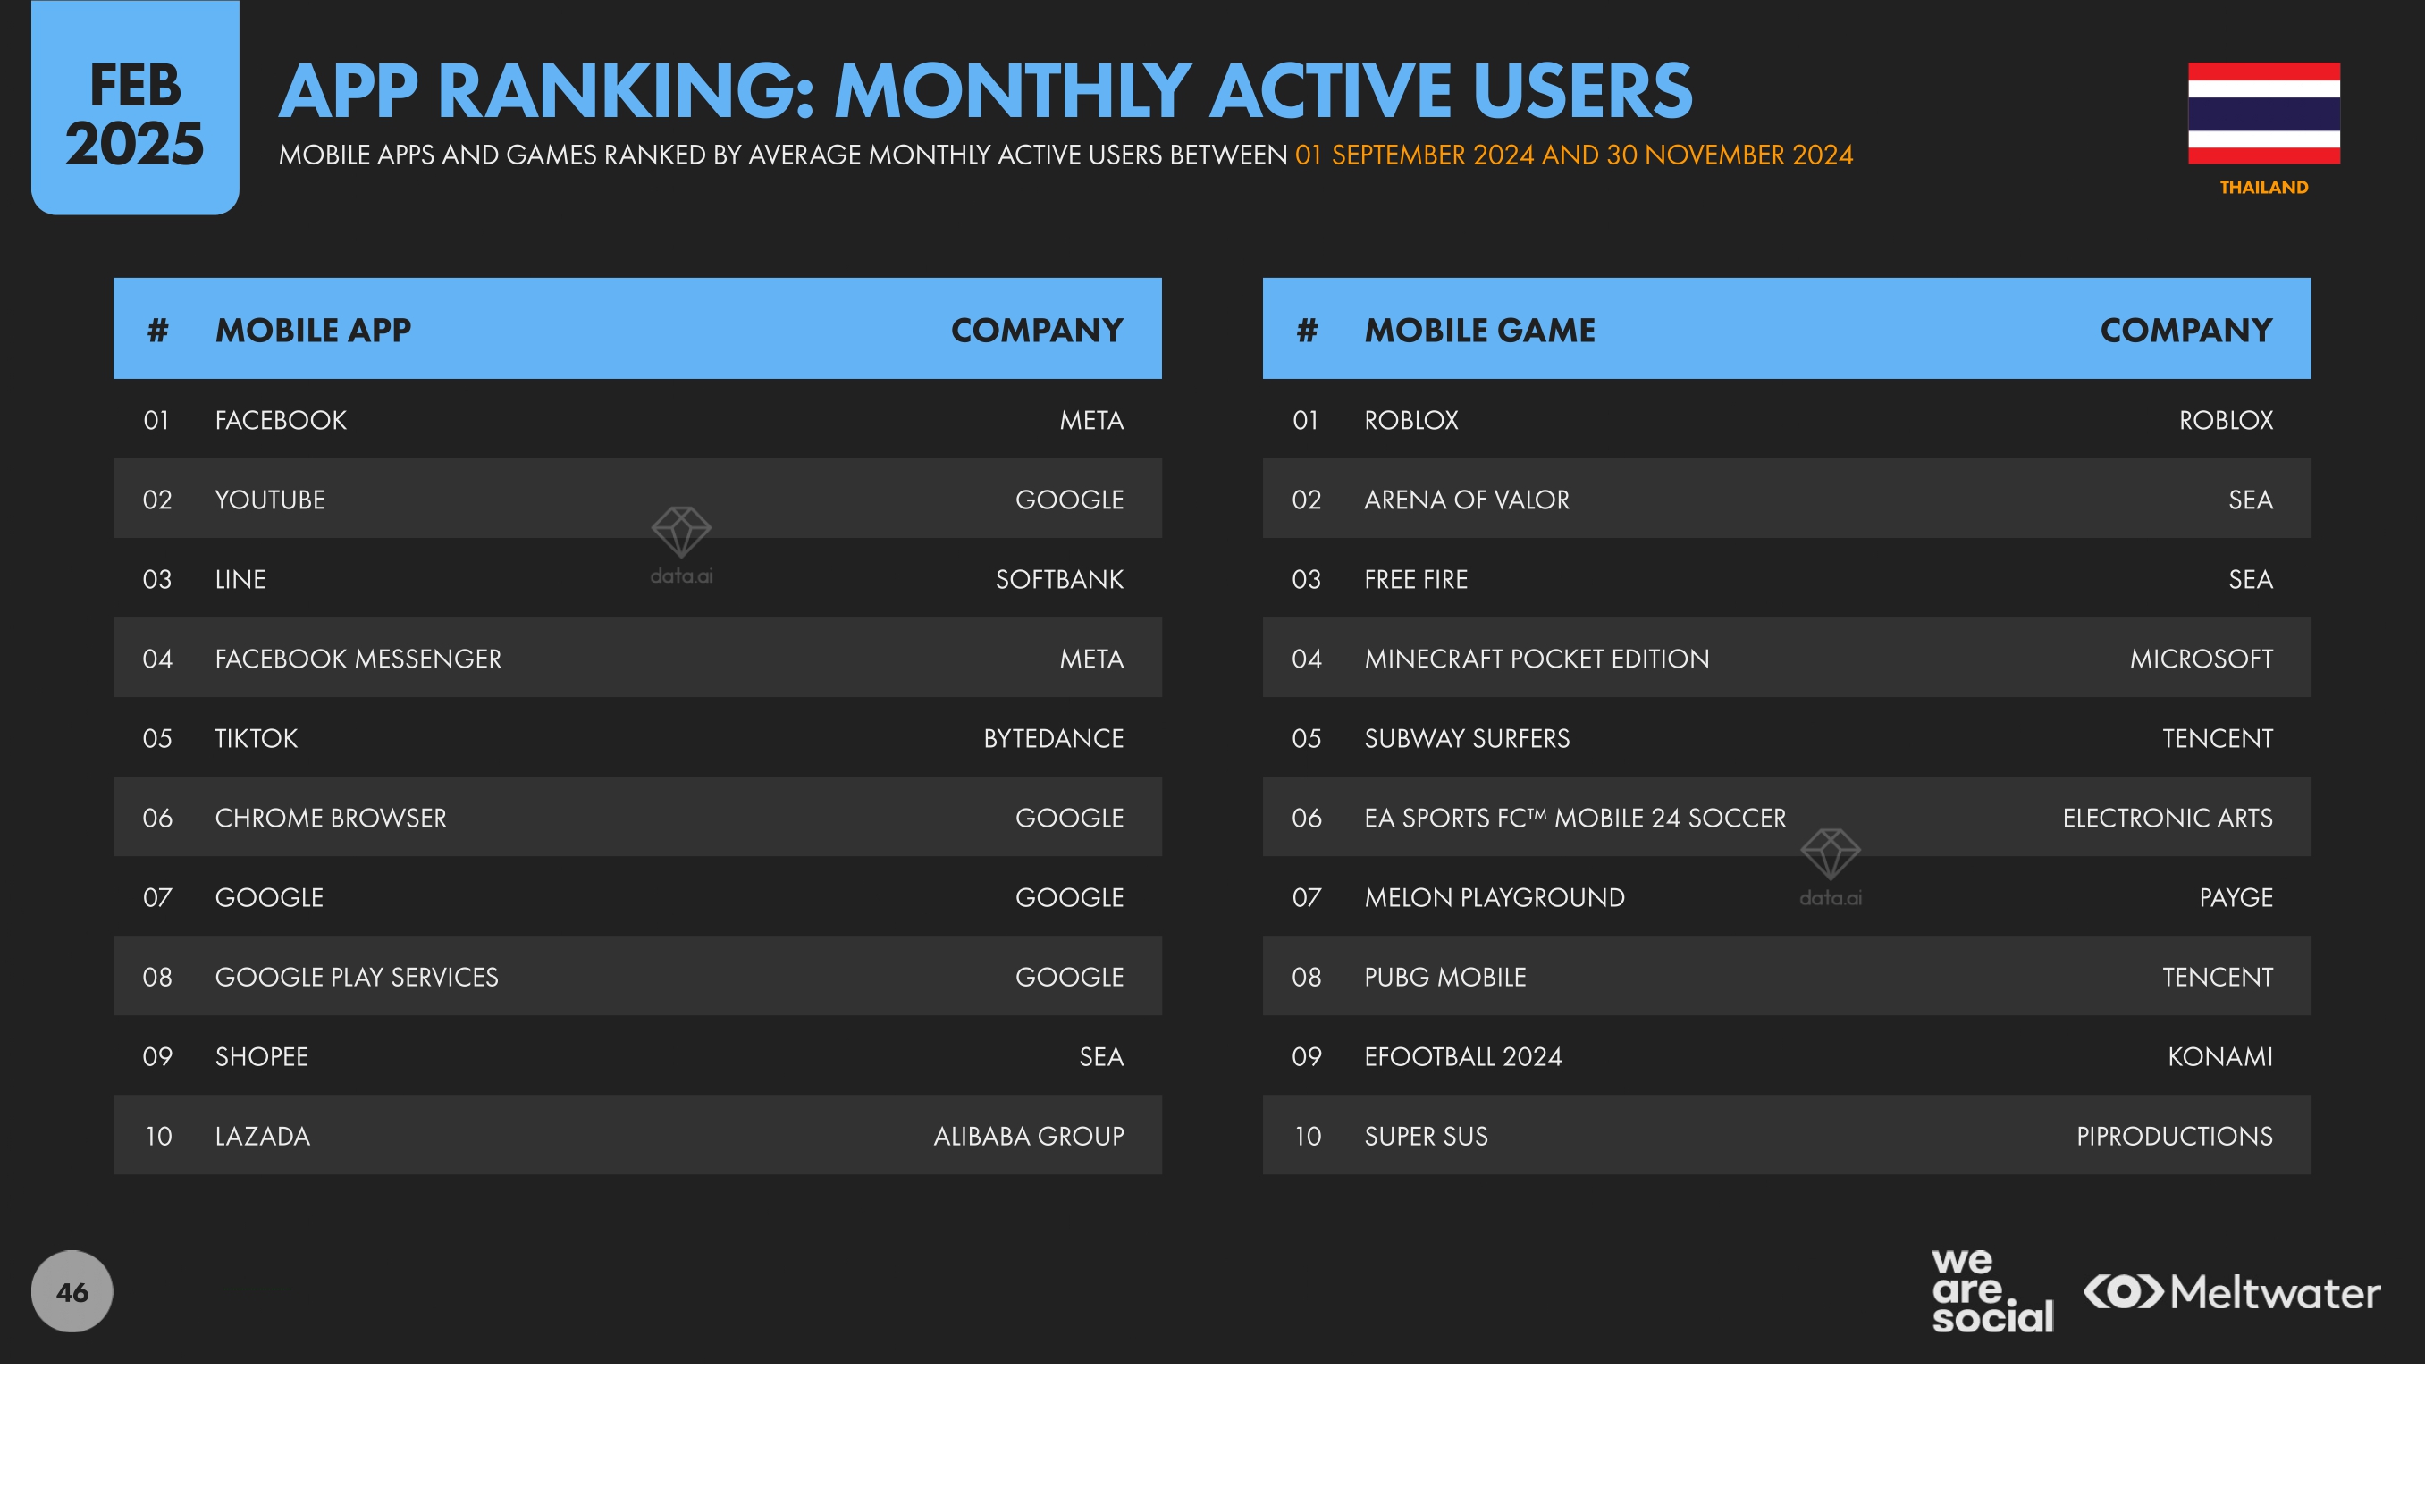 FEB
2025
APP RANKING: MONTHLY ACTIVE USERS
MOBILE APPS AND GAMES RANKED BY AVERAGE MONTHLY ACTIVE USERS BETWEEN 01 SEPTEMBER 2024 AND 30 NOVEMBER 2024
THAILAND
# MOBILE APP COMPANY
01 FACEBOOK META
02 YOUTUBE GOOGLE
03 LINE SOFTBANK
04 FACEBOOK MESSENGER META
05 TIKTOK BYTEDANCE
06 CHROME BROWSER GOOGLE
07 GOOGLE GOOGLE
08 GOOGLE PLAY SERVICES GOOGLE
09 SHOPEE SEA
10 LAZADA ALIBABA GROUP
data.ai
# MOBILE GAME COMPANY
01 ROBLOX ROBLOX
02 ARENA OF VALOR SEA
03 FREE FIRE SEA
04 MINECRAFT POCKET EDITION MICROSOFT
05 SUBWAY SURFERS TENCENT
06 EA SPORTS FC™ MOBILE 24 SOCCER ELECTRONIC ARTS
07 MELON PLAYGROUND PAYGE
08 PUBG MOBILE TENCENT
09 EFOOTBALL 2024 KONAMI
10 SUPER SUS PIPRODUCTIONS
data.ai
46
we
are
social
Meltwater